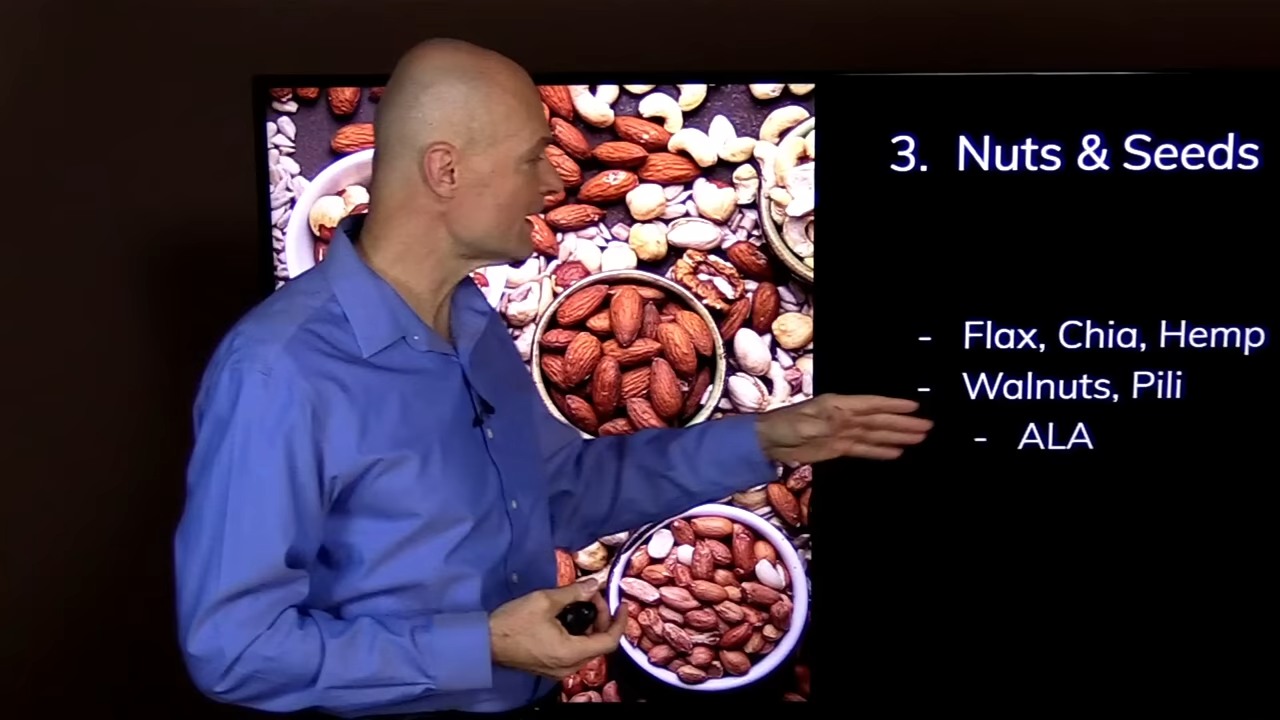 3. Nuts & Seeds
- Flax, Chia, Hemp
- Walnuts, Pili
- ALA